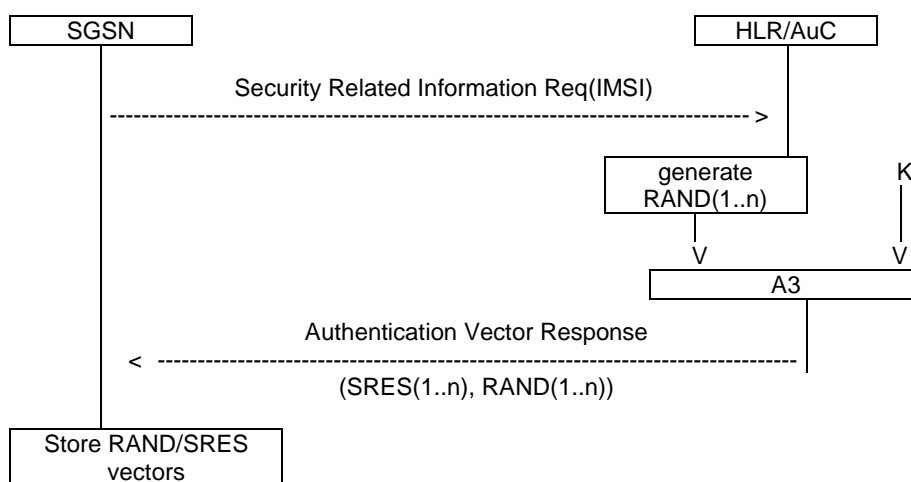 SGSN
HLR/AuC
Security Related Information Req(IMSI)
------------------------------------------------------------------------------- >
generate
RAND(1..n)
K
V
V
A3
Authentication Vector Response
< -------------------------------------------------------------------------------
(SRES(1..n), RAND(1..n))
Store RAND/SRES
vectors